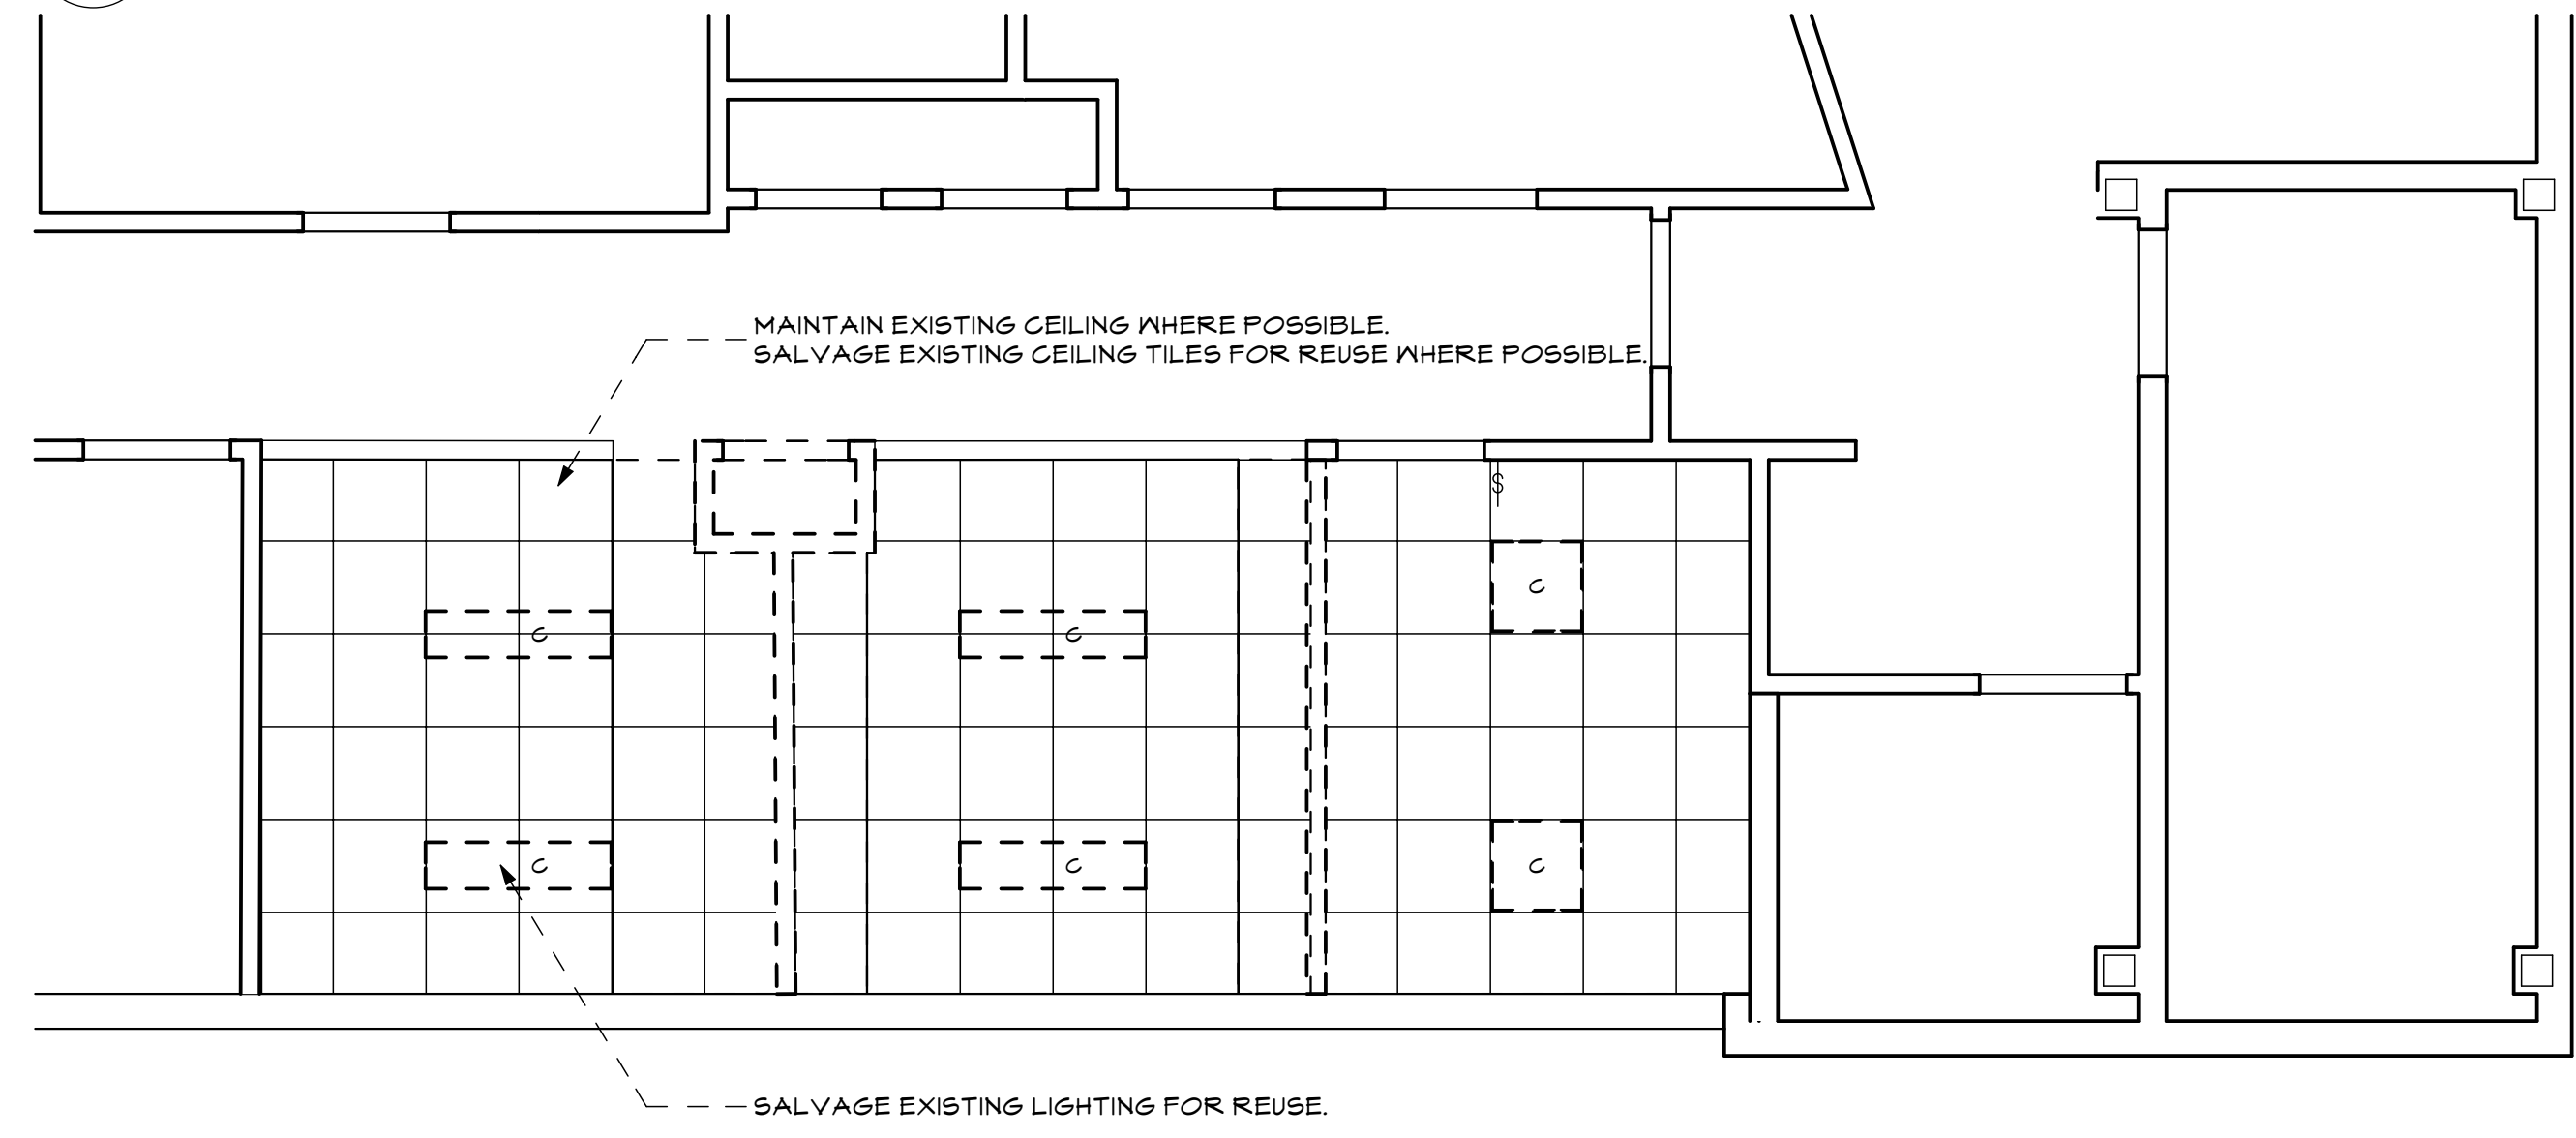 MAINTAIN EXISTING CEILING WHERE POSSIBLE.
SALVAGE EXISTING CEILING TILES FOR REUSE WHERE POSSIBLE.
$
C
C C
C C
C
SALVAGE EXISTING LIGHTING FOR REUSE.